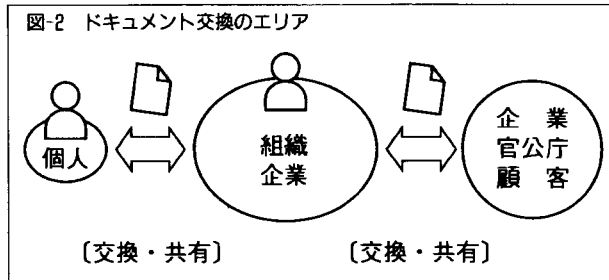 図-2 ドキュメント交換のエリア
個人
組織
企業
企 業
官公庁
顧 客
〔交換・共有〕
〔交換・共有〕